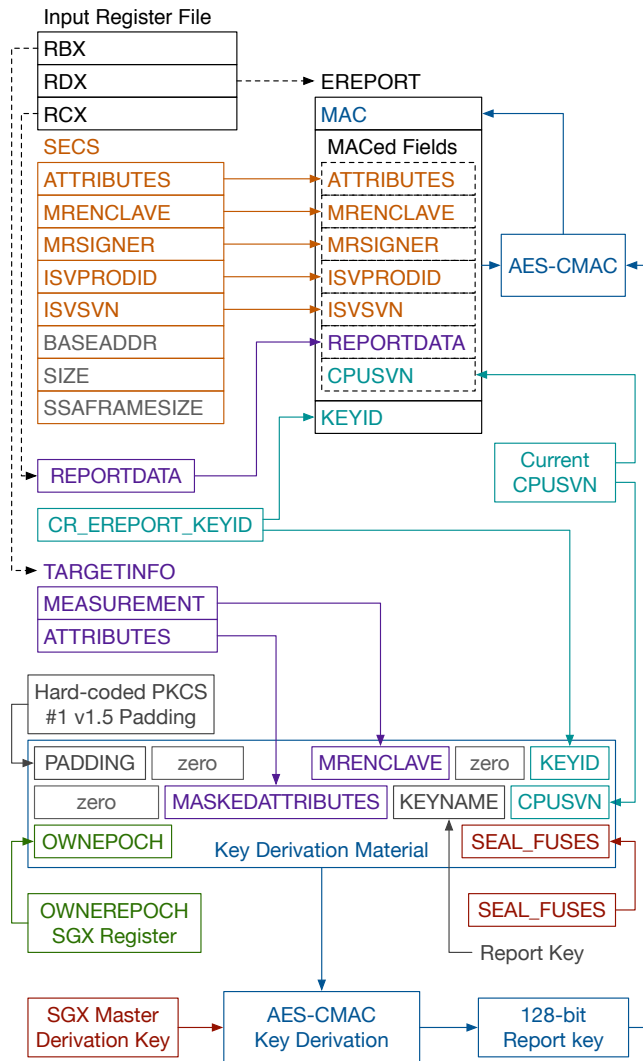 Input Register File
RBX
RDX
RCX
EREPORT
MAC
SECS
MACed Fields
ATTRIBUTES
ATTRIBUTES
MRENCLAVE
MRENCLAVE
MRSIGNER
MRSIGNER
AES-CMAC
ISVPRODID
ISVPRODID
ISVSVN
ISVSVN
BASEADDR
REPORTDATA
SIZE
CPUSVN
SSAFRAMESIZE
KEYID
REPORTDATA
Current
CPUSVN
CR_EREPORT_KEYID
TARGETINFO
MEASUREMENT
ATTRIBUTES
Hard-coded PKCS
#1 v1.5 Padding
PADDING
zero
MRENCLAVE
zero
KEYID
zero
MASKEDATTRIBUTES
KEYNAME
CPUSVN
OWNEPOCH
Key Derivation Material
SEAL_FUSES
OWNEREPOCH
SGX Register
SEAL_FUSES
Report Key
SGX Master
Derivation Key
AES-CMAC
Key Derivation
128-bit
Report key